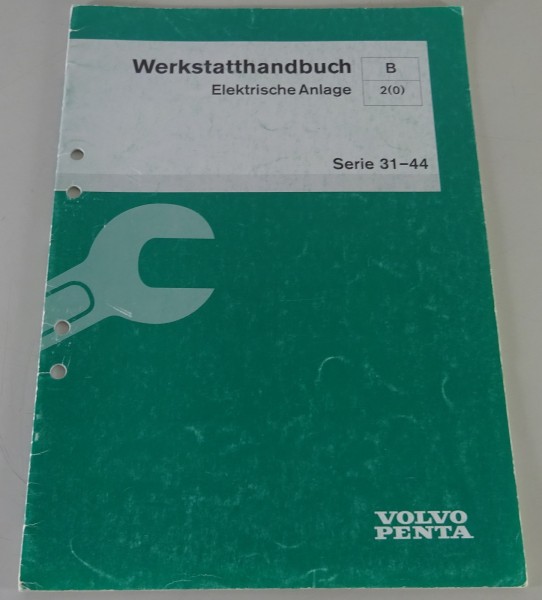 Werkstatthandbuch
Elektrische Anlage
B
2(0)
Serie 31-44
VOLVO
PENTA